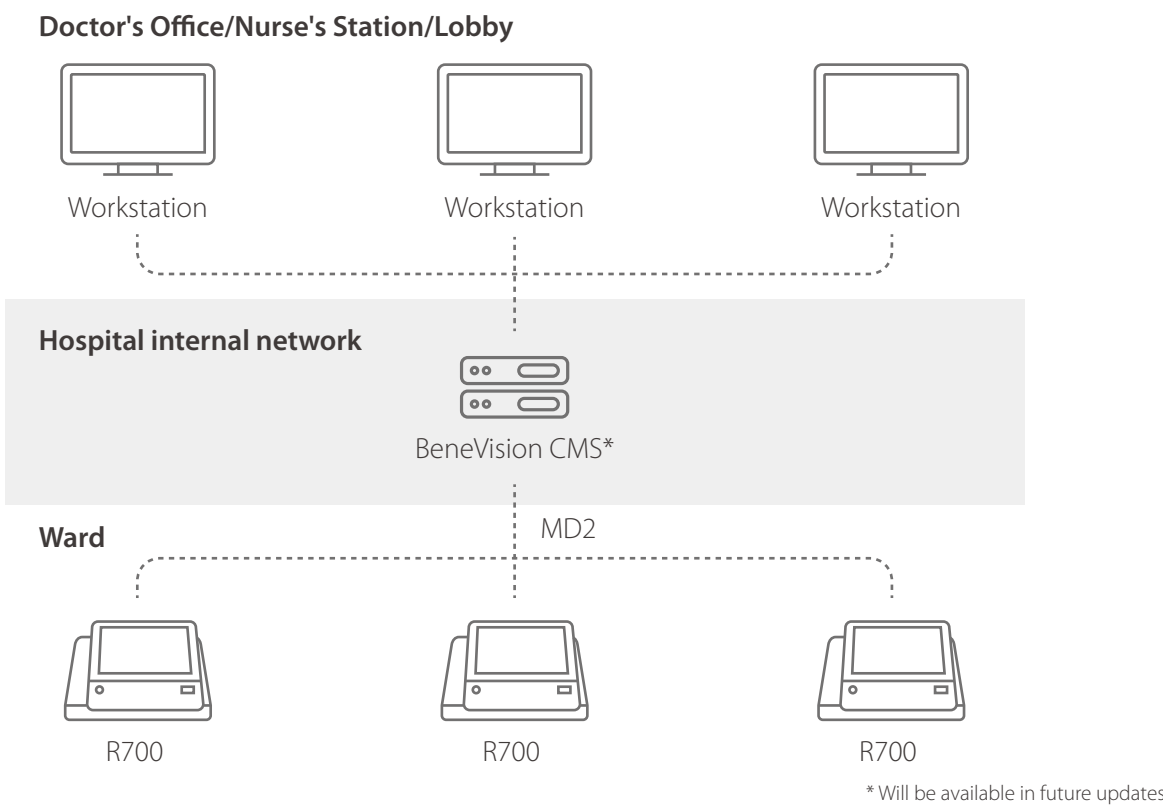 Doctor's Office/Nurse's Station/Lobby
Workstation
Workstation
Workstation
Hospital internal network
BeneVision CMS*
MD2
Ward
R700
R700
R700
* Will be available in future updates